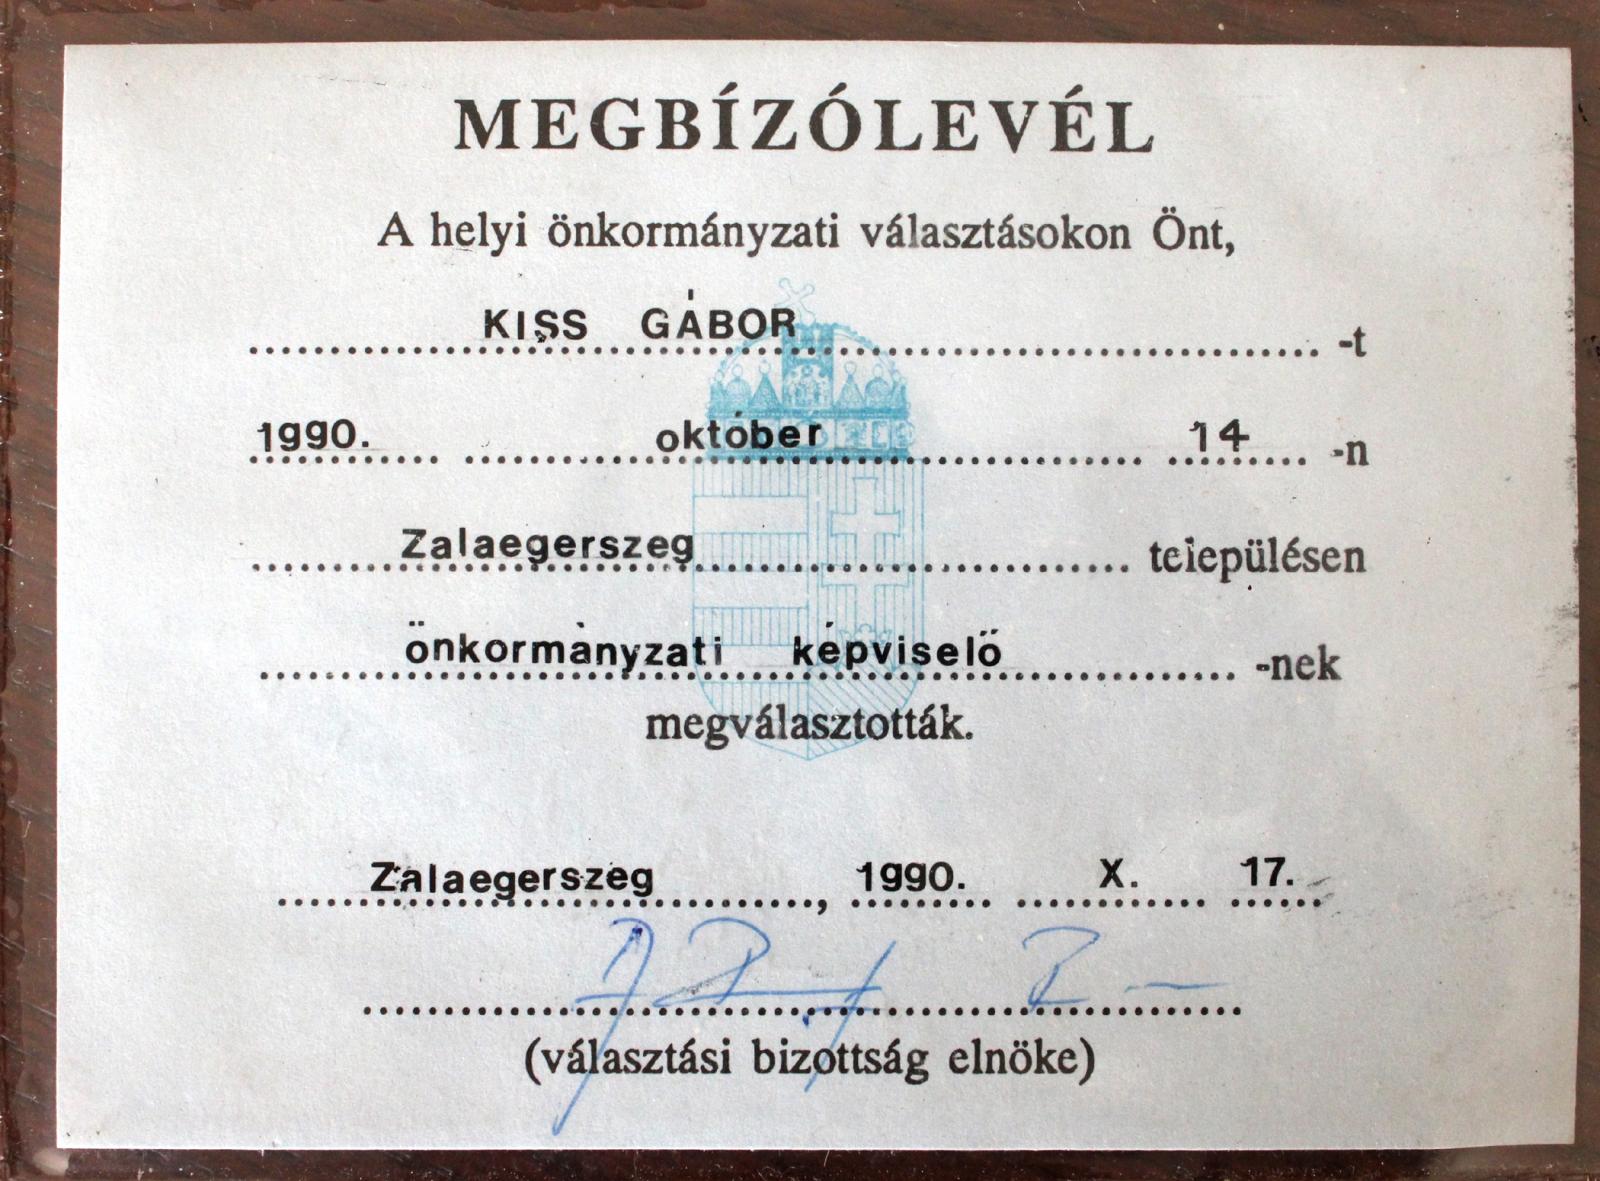 MEGBÍZÓLEVÉL
A helyi önkormányzati választásokon Önt,
KISS GÁBOR -t
1990. október 14 -n
Zalaegerszeg településen
önkormányzati képviselő -nek
megválasztották.
Zalaegerszeg, 1990. X. 17.
(választási bizottság elnöke)